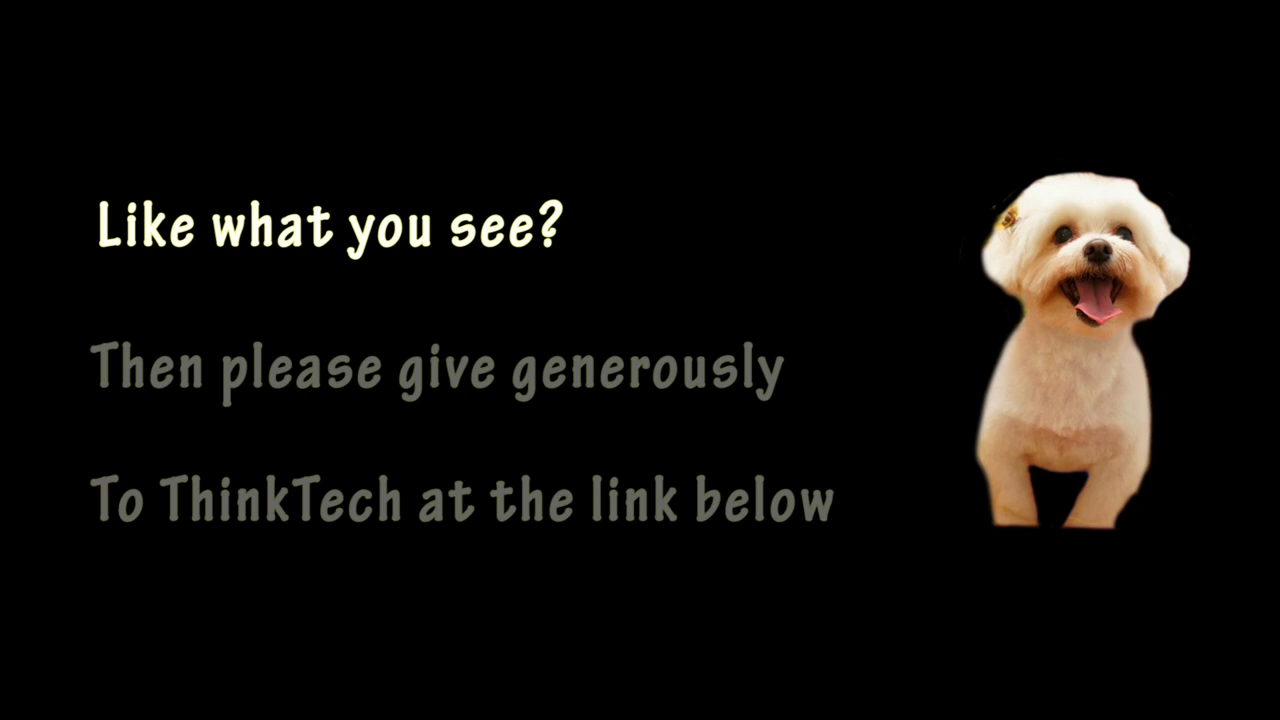 Like what you see?
Then please give generously
To ThinkTech at the link below